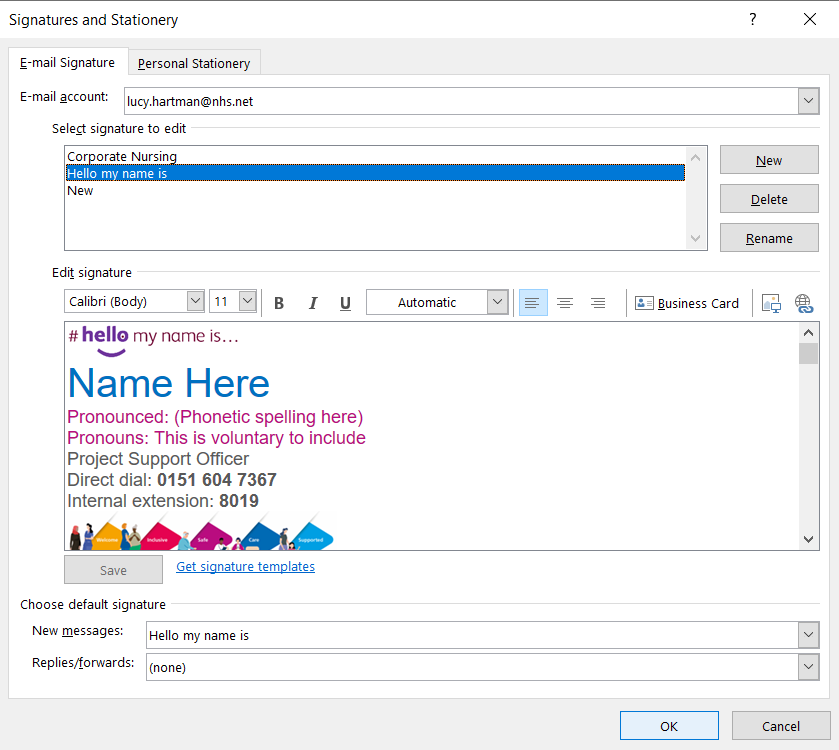 Signatures and Stationery ?
E-mail Signature Personal Stationery
E-mail account: lucy.hartman@nhs.net
Select signature to edit
Corporate Nursing
Hello my name is
New
New
Delete
Rename
Edit signature
Calibri (Body) 11 B I U Automatic Business Card
# hello my name is...
Name Here
Pronounced: (Phonetic spelling here)
Pronouns: This is voluntary to include
Project Support Officer
Direct dial: 0151 604 7367
Internal extension: 8019
Welcome Inclusive Safe Care Supported
Save Get signature templates
Choose default signature
New messages: Hello my name is
Replies/forwards: (none)
OK Cancel